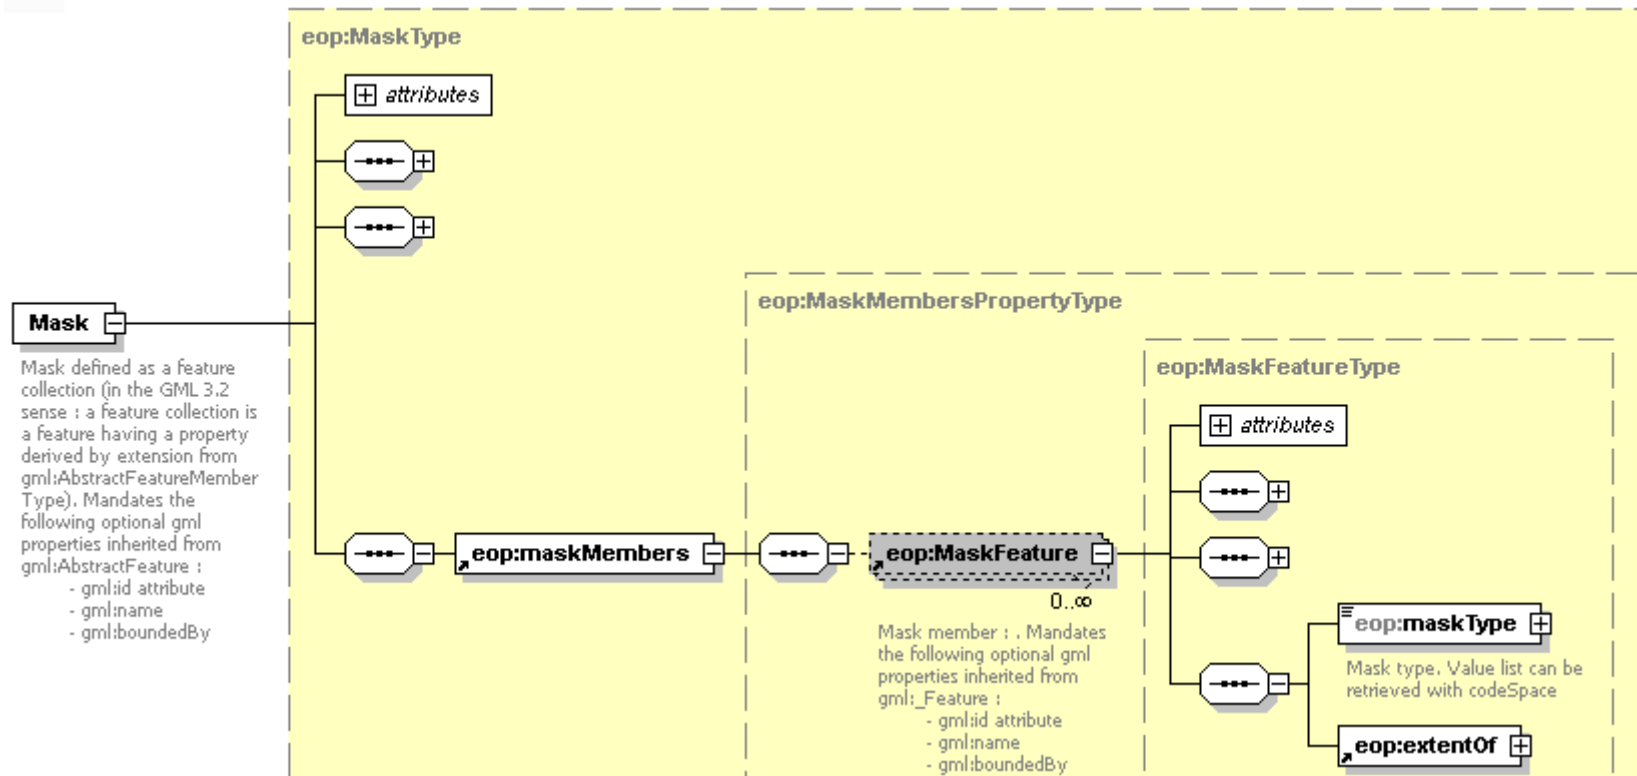 eop:MaskType
attributes
eop:MaskMembersPropertyType
Mask
Mask defined as a feature
collection (in the GML 3.2
sense : a feature collection is
a feature having a property
derived by extension from
gml:AbstractFeatureMember
Type). Mandates the
following optional gml
properties inherited from
gml:AbstractFeature :
- gml:id attribute
- gml:name
- gml:boundedBy
eop:MaskFeatureType
attributes
eop:maskMembers
eop:MaskFeature
0..∞
Mask member : . Mandates
the following optional gml
properties inherited from
gml:_Feature :
- gml:id attribute
- gml:name
- gml:boundedBy
eop:maskType
Mask type. Value list can be
retrieved with codeSpace
eop:extentOf